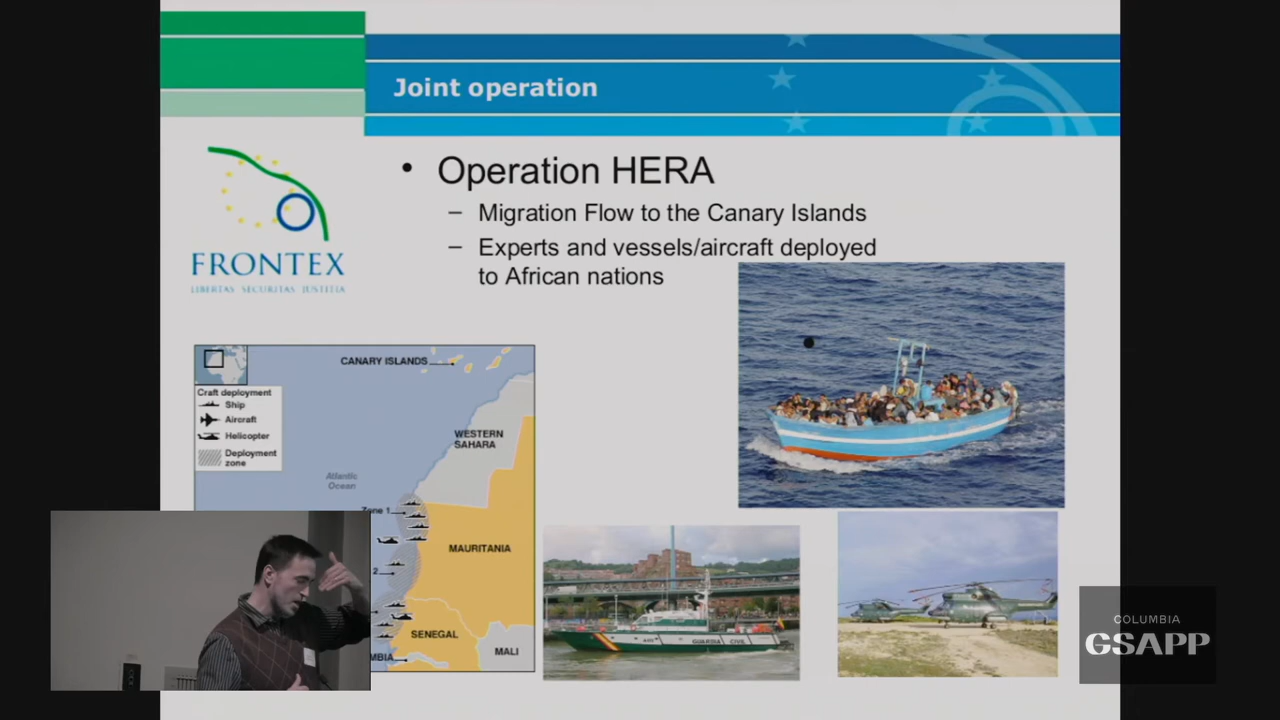 Joint operation
• Operation HERA
– Migration Flow to the Canary Islands
– Experts and vessels/aircraft deployed
to African nations
FRONTEX
LIBERTAS SECURITAS JUSTITIA
CANARY ISLANDS
Craft deployment
Ship
Aircraft
Helicopter
Deployment
zone
WESTERN
SAHARA
Atlantic
Ocean
Zone 1
MAURITANIA
2
SENEGAL
MALI
MBIA
GUARDIA CIVIL
COLUMBIA
GSAPP